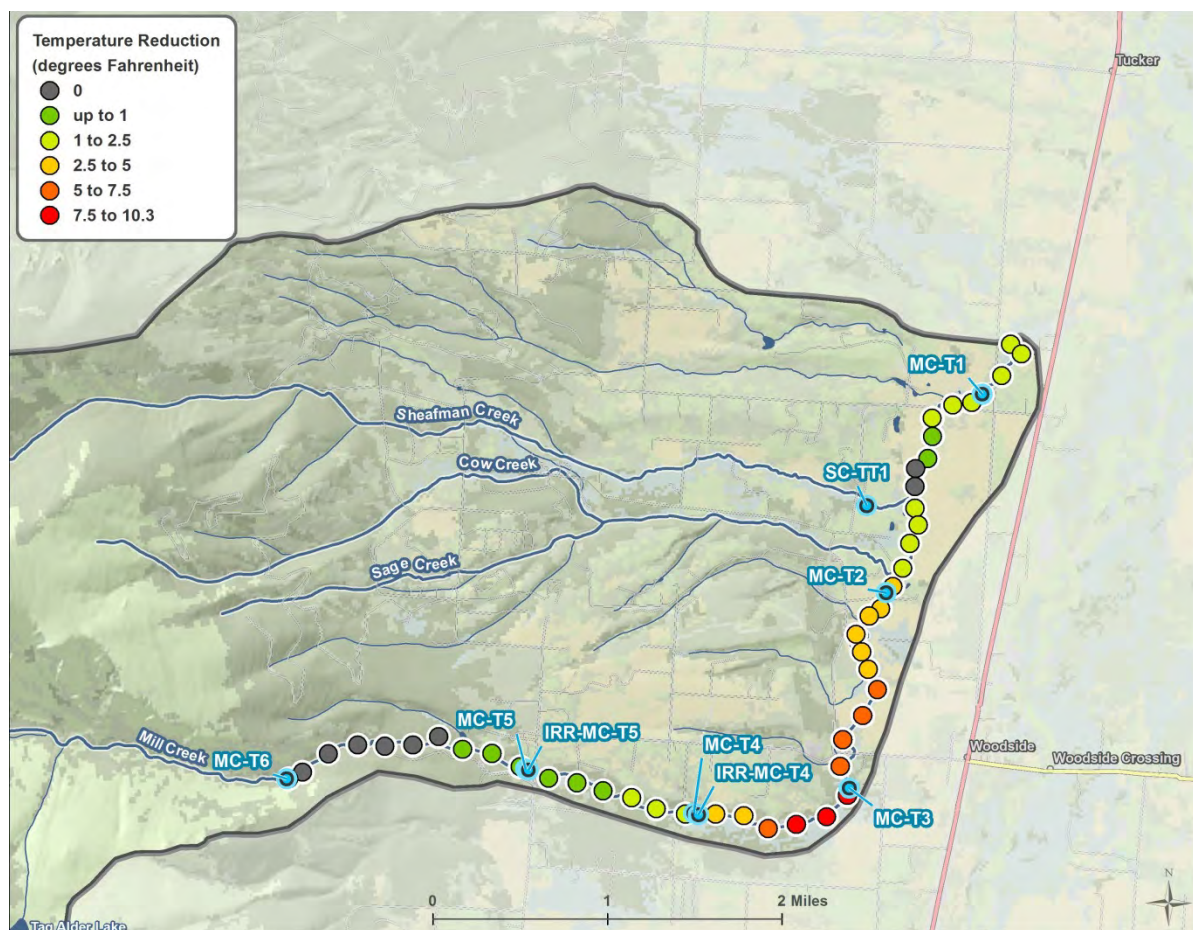 Temperature Reduction
(degrees Fahrenheit)
0
up to 1
1 to 2.5
2.5 to 5
5 to 7.5
7.5 to 10.3
Tucker
MC-T1
Sheafman Creek
Cow Creek
SC-TT1
Sage Creek
MC-T2
Mill Creek
MC-T6
MC-T5
IRR-MC-T5
MC-T4
IRR-MC-T4
Woodside
Woodside Crossing
MC-T3
0
1
2 Miles
N
Tag Alder Lake